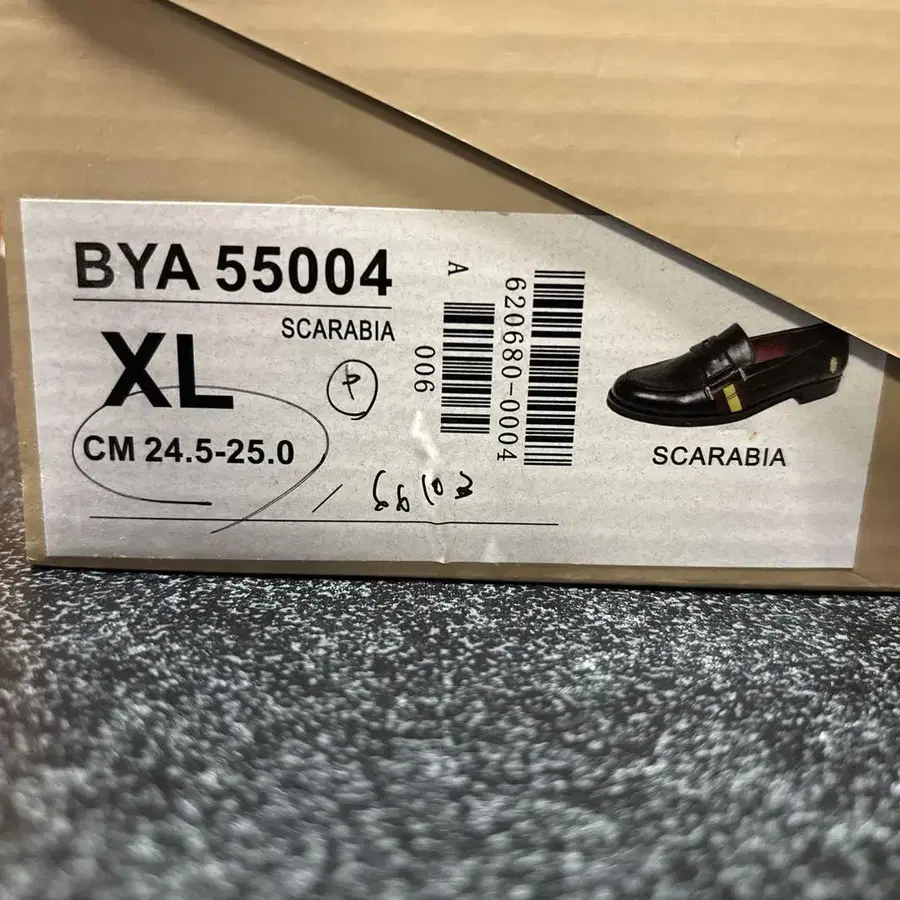 BYA 55004
SCARABIA
XL
CM 24.5-25.0
A
006
620680-0004
SCARABIA